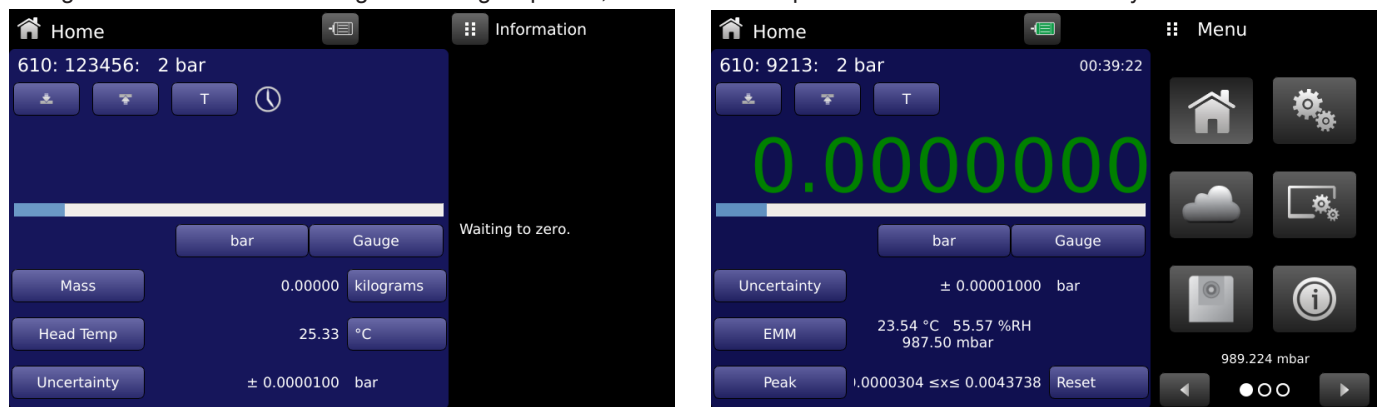 Home
Information
610: 123456: 2 bar
T
Waiting to zero.
bar Gauge
Mass 0.00000 kilograms
Head Temp 25.33 °C
Uncertainty ± 0.0000100 bar
Home
Menu
610: 9213: 2 bar 00:39:22
T
0.0000000
bar Gauge
Uncertainty ± 0.00001000 bar
EMM 23.54 °C 55.57 %RH
987.50 mbar
989.224 mbar
Peak .0000304 ≤x≤ 0.0043738 Reset